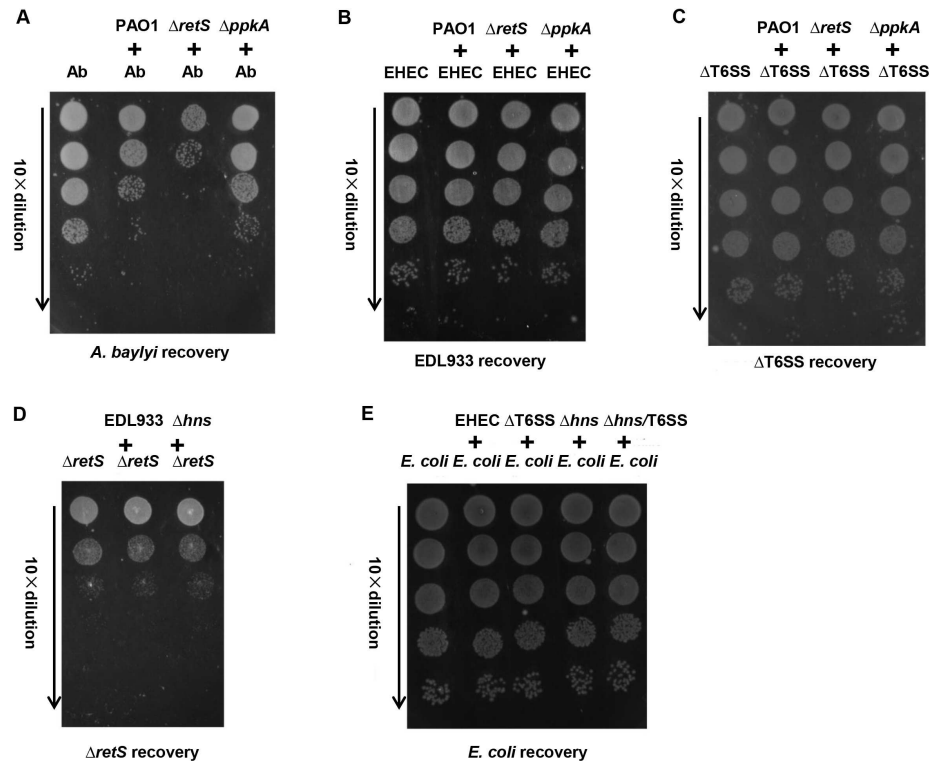 A
PAO1 ΔretS ΔppkA
+ + +
Ab Ab Ab Ab
10×dilution
A. baylyi recovery
B
PAO1 ΔretS ΔppkA
+ + +
EHEC EHEC EHEC EHEC
10×dilution
EDL933 recovery
C
PAO1 ΔretS ΔppkA
+ + +
ΔT6SS ΔT6SS ΔT6SS ΔT6SS
10×dilution
ΔT6SS recovery
D
EDL933 Δhns
+ +
ΔretS ΔretS ΔretS
10×dilution
ΔretS recovery
E
EHEC ΔT6SS Δhns Δhns/T6SS
+ + + +
E. coli E. coli E. coli E. coli E. coli
10×dilution
E. coli recovery